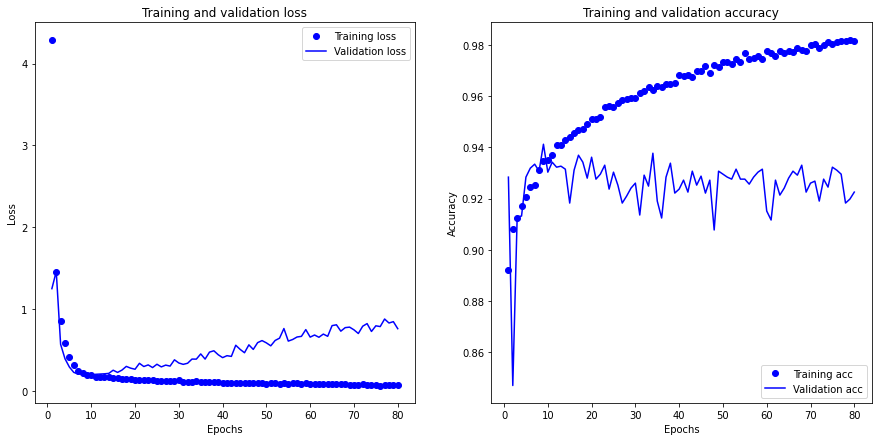 Training and validation loss
Training loss
Validation loss
4
3
2
1
0
Loss
0 10 20 30 40 50 60 70 80
Epochs
Training and validation accuracy
0.98
0.96
0.94
0.92
0.90
0.88
0.86
Accuracy
Training acc
Validation acc
0 10 20 30 40 50 60 70 80
Epochs